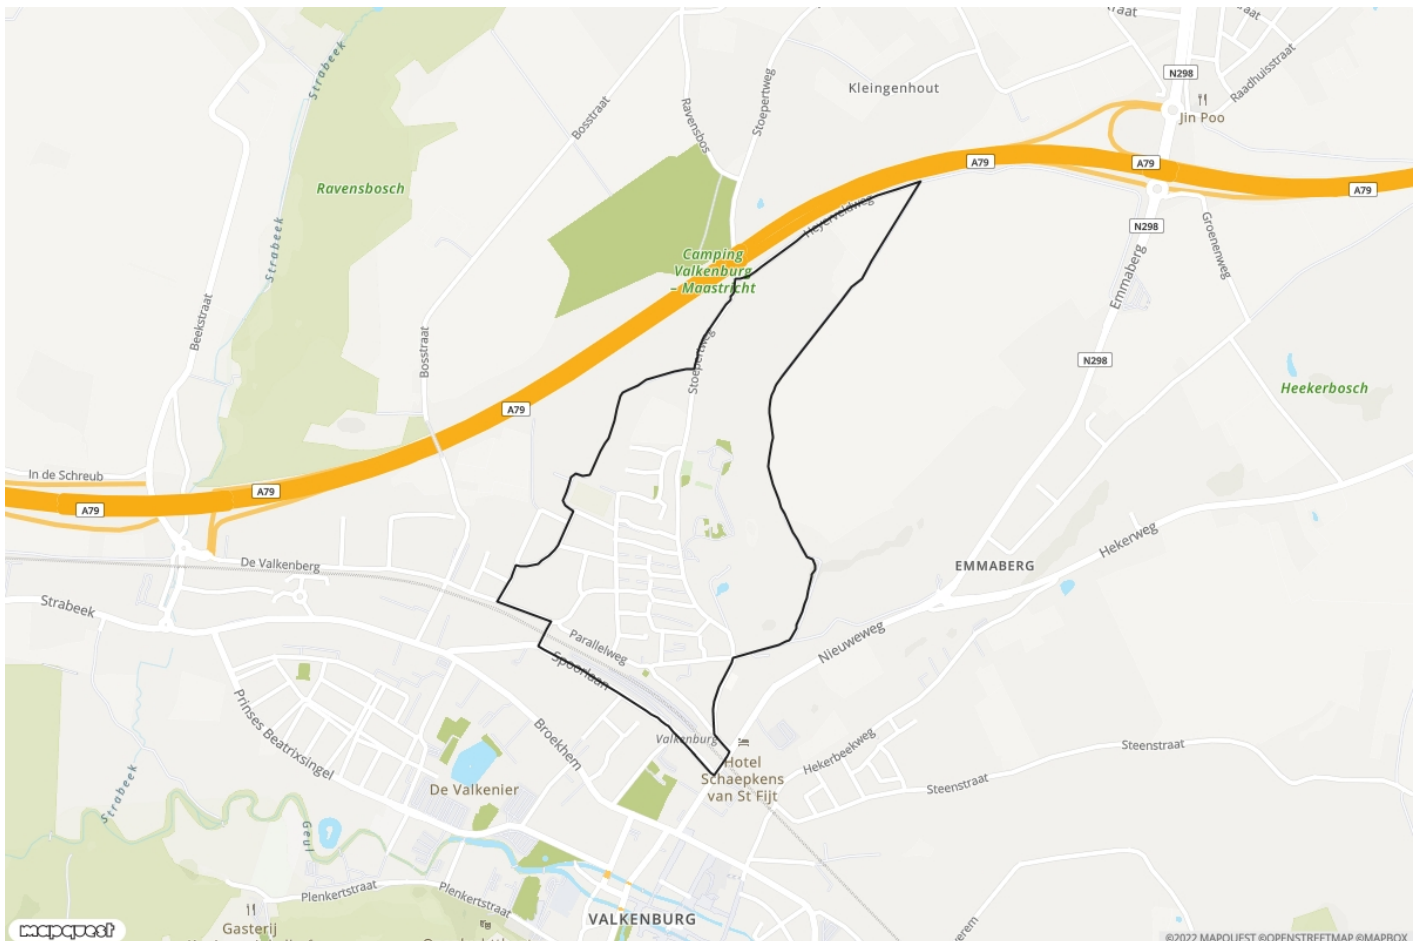 N298
Raadhuisstraat
Jin Poo
Kleingenhout
Strabeek
Bosstraat
Ravensbos
Stoepertweg
A79
A79
A79
Ravensbosch
Heyerveldweg
N298
Groenenweg
Emmaberg
Strabeek
Camping
Valkenburg
– Maastricht
Beekstraat
Bosstraat
Stoepertweg
N298
Heekerbosch
A79
In de Schreub
A79
A79
Hekerweg
De Valkenberg
EMMABERG
Strabeek
Nieuweweg
Parallelweg
Spoorlaan
Prinses Beatrixsingel
Broekhem
Valkenburg
Hekerbeekweg
Steenstraat
Hotel
Schaepkens
van St Fijt
Steenstraat
De Valkenier
Strabeek
Geul
Plenkertstraat
Plenkertstraat
VALKENBURG
Gasterij
mapquest
©2022 MAPQUEST ©OPENSTREETMAP ©MAPBOX